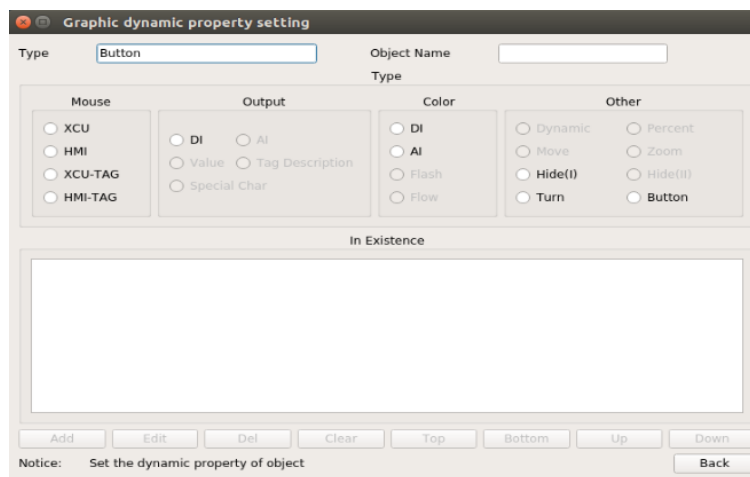 Graphic dynamic property setting
Type Button Object Name
Type
Mouse Output Color Other
XCU DI AI DI Dynamic Percent
HMI Value Tag Description AI Move Zoom
XCU-TAG Special Char Flash Hide(I) Hide(II)
HMI-TAG Flow Turn Button
In Existence
Add Edit Del Clear Top Bottom Up Down
Notice: Set the dynamic property of object Back